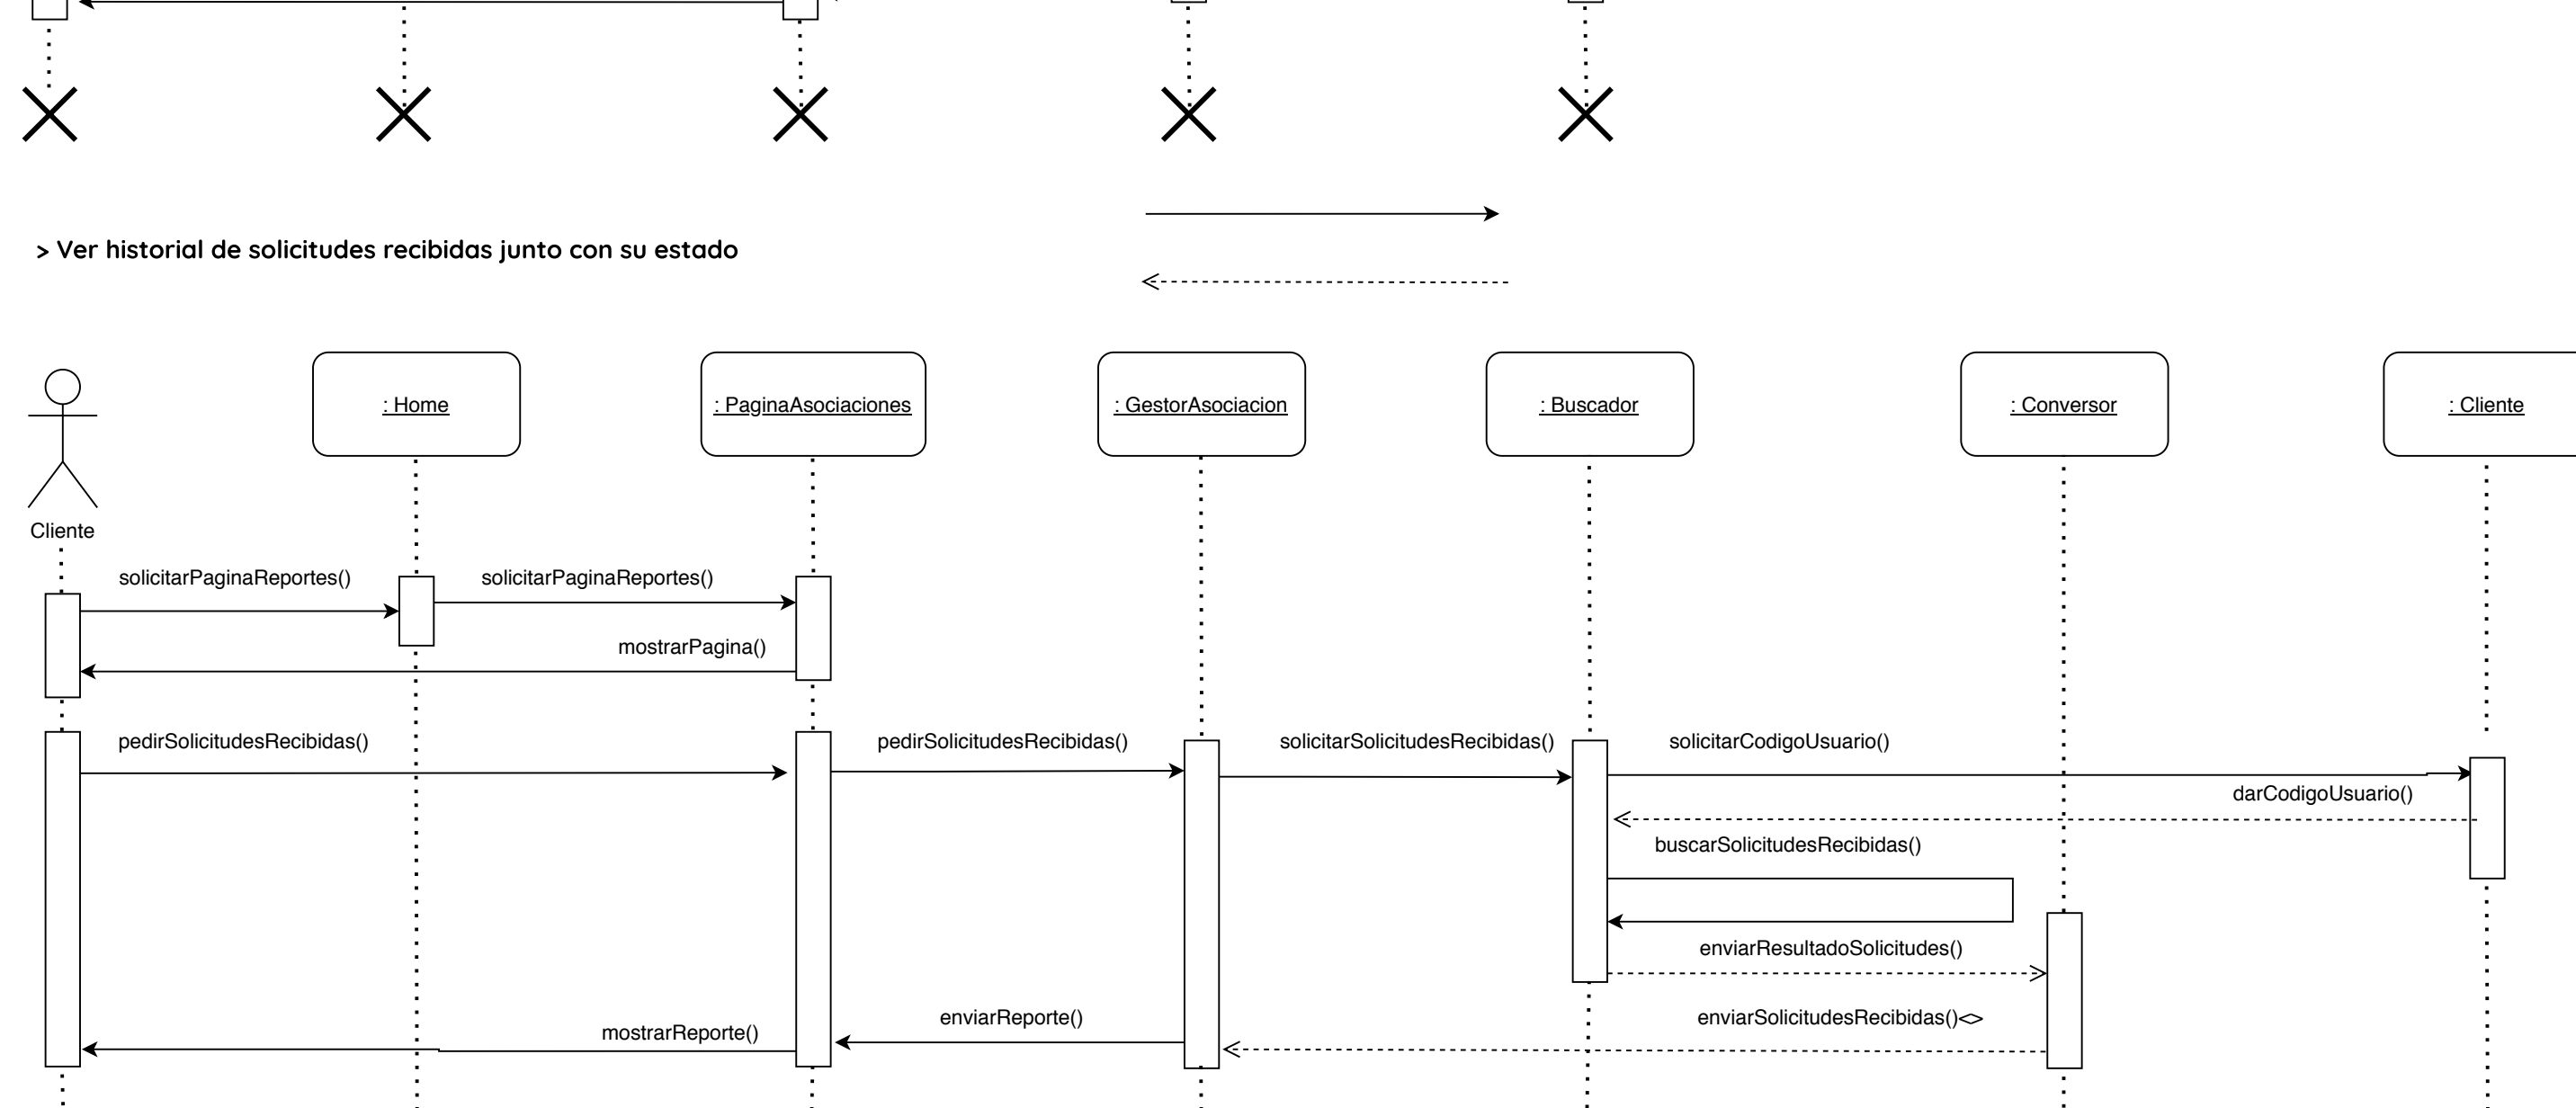 > Ver historial de solicitudes recibidas junto con su estado
: Home
: PaginaAsociaciones
: GestorAsociacion
: Buscador
: Conversor
: Cliente
Cliente
solicitarPaginaReportes()
solicitarPaginaReportes()
mostrarPagina()
pedirSolicitudesRecibidas()
pedirSolicitudesRecibidas()
solicitarSolicitudesRecibidas()
solicitarCodigoUsuario()
darCodigoUsuario()
buscarSolicitudesRecibidas()
enviarResultadoSolicitudes()
enviarSolicitudesRecibidas()<>
enviarReporte()
mostrarReporte()